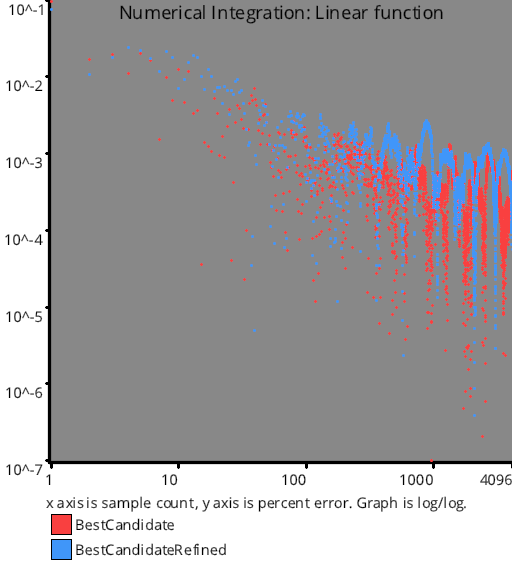 Numerical Integration: Linear function
10^-1
10^-2
10^-3
10^-4
10^-5
10^-6
10^-7
1 10 100 1000 4096
x axis is sample count, y axis is percent error. Graph is log/log.
BestCandidate
BestCandidateRefined